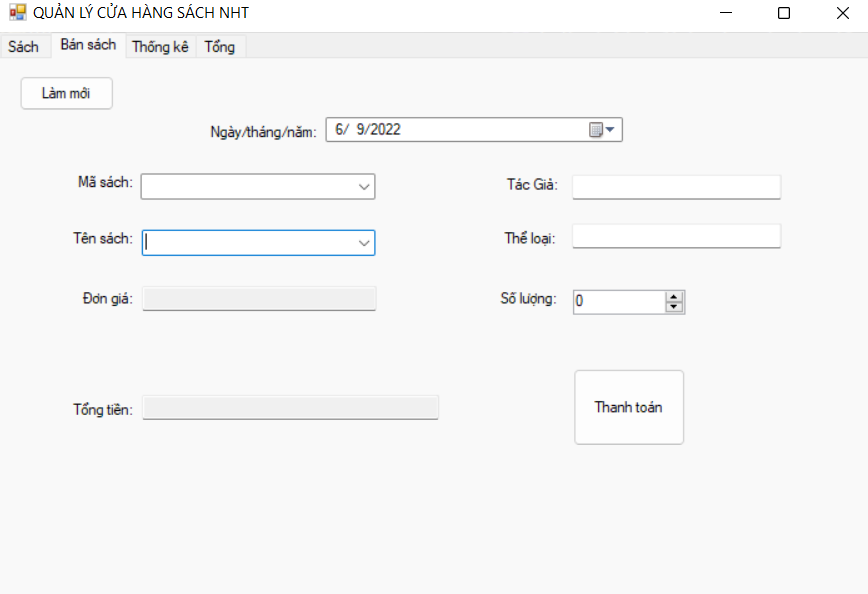 QUẢN LÝ CỬA HÀNG SÁCH NHT
Sách Bán sách Thống kê Tổng
Làm mới
Ngày/tháng/năm: 6/ 9/2022
Mã sách: Tác Giả:
Tên sách: Thể loại:
Đơn giá: Số lượng: 0
Tổng tiền: Thanh toán